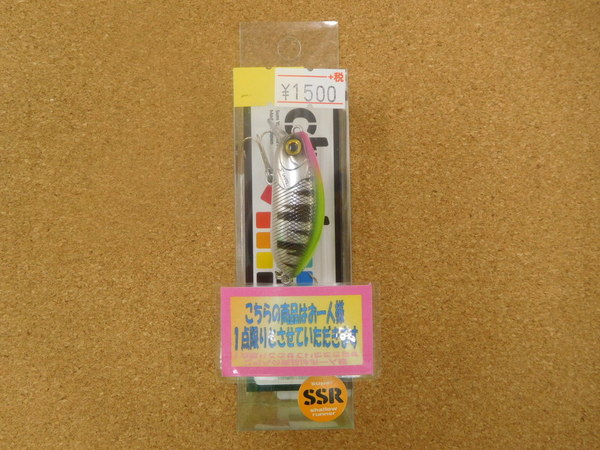 +税
¥1500
こちらの商品はお一人様
1点限りとさせていただきます
Super
SSR
shallow
runner